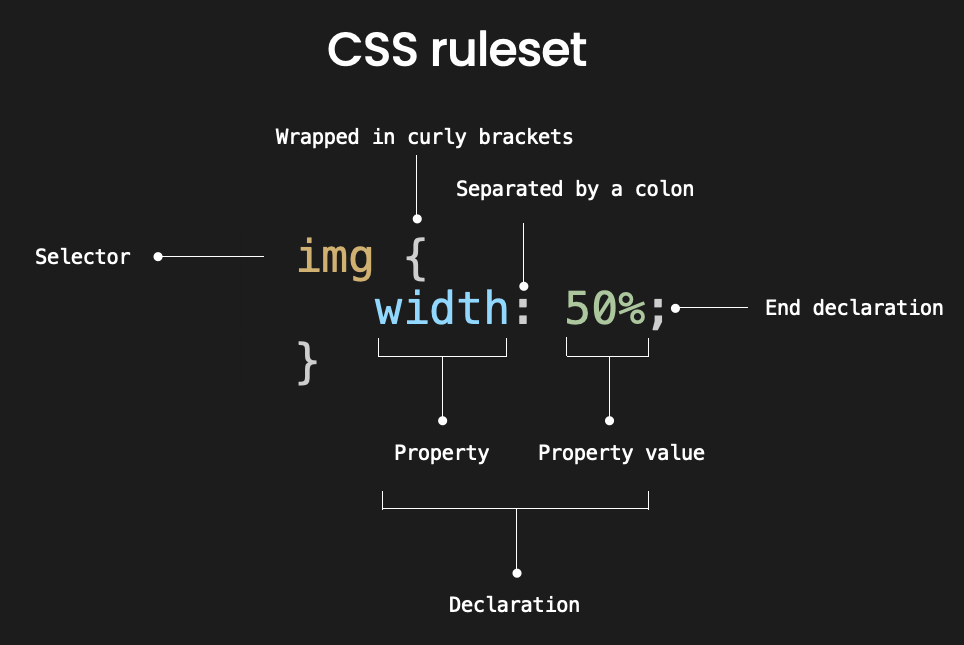 CSS ruleset
Wrapped in curly brackets
Separated by a colon
Selector
img {
width: 50%;
End declaration
}
Property
Property value
Declaration